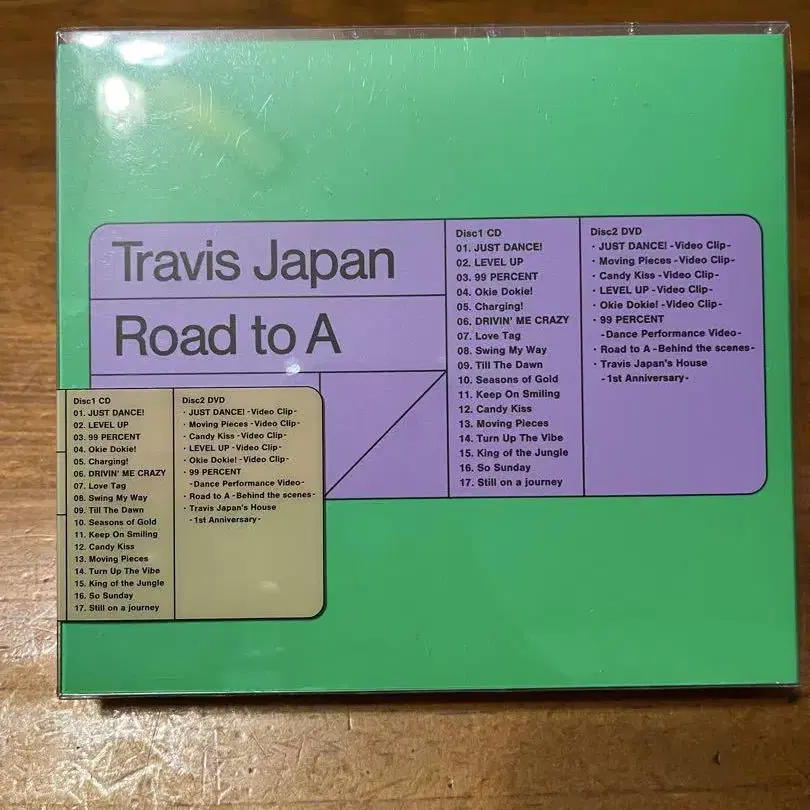 Travis Japan
Road to A
Disc1 CD
01. JUST DANCE!
02. LEVEL UP
03. 99 PERCENT
04. Okie Dokie!
05. Charging!
06. DRIVIN' ME CRAZY
07. Love Tag
08. Swing My Way
09. Till The Dawn
10. Seasons of Gold
11. Keep On Smiling
12. Candy Kiss
13. Moving Pieces
14. Turn Up The Vibe
15. King of the Jungle
16. So Sunday
17. Still on a journey
Disc2 DVD
· JUST DANCE! -Video Clip-
· Moving Pieces -Video Clip-
· Candy Kiss -Video Clip-
· LEVEL UP -Video Clip-
· Okie Dokie! -Video Clip-
· 99 PERCENT
-Dance Performance Video-
· Road to A -Behind the scenes-
· Travis Japan's House
-1st Anniversary-
Disc1 CD
01. JUST DANCE!
02. LEVEL UP
03. 99 PERCENT
04. Okie Dokie!
05. Charging!
06. DRIVIN' ME CRAZY
07. Love Tag
08. Swing My Way
09. Till The Dawn
10. Seasons of Gold
11. Keep On Smiling
12. Candy Kiss
13. Moving Pieces
14. Turn Up The Vibe
15. King of the Jungle
16. So Sunday
17. Still on a journey
Disc2 DVD
· JUST DANCE! -Video Clip-
· Moving Pieces -Video Clip-
· Candy Kiss -Video Clip-
· LEVEL UP -Video Clip-
· Okie Dokie! -Video Clip-
· 99 PERCENT
-Dance Performance Video-
· Road to A -Behind the scenes-
· Travis Japan's House
-1st Anniversary-